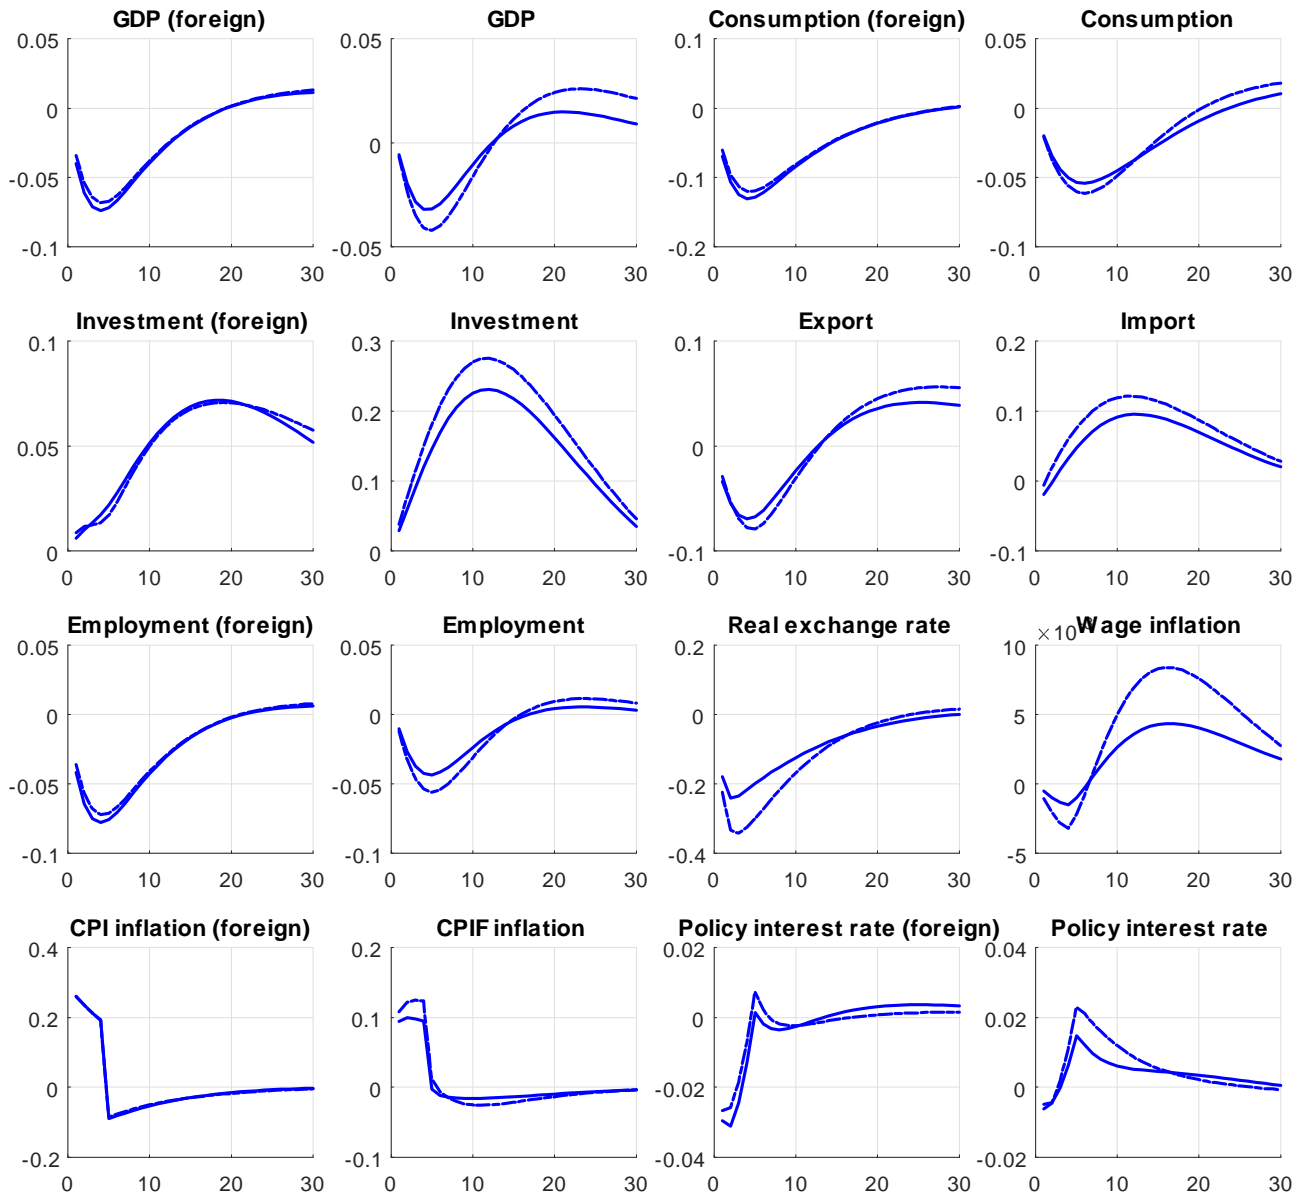 GDP (foreign)
GDP
Consumption (foreign)
Consumption
0.05
0
-0.05
-0.1
0 10 20 30
0.05
0
-0.05
0 10 20 30
0.1
0
-0.1
-0.2
0 10 20 30
0.05
0
-0.05
-0.1
0 10 20 30
Investment (foreign)
Investment
Export
Import
0.1
0.05
0
0 10 20 30
0.3
0.2
0.1
0
0 10 20 30
0.1
0
-0.1
0 10 20 30
0.2
0.1
0
-0.1
0 10 20 30
Employment (foreign)
Employment
Real exchange rate
Wage inflation
0.05
0
-0.05
-0.1
0 10 20 30
0.05
0
-0.05
-0.1
0 10 20 30
0.2
0
-0.2
-0.4
0 10 20 30
×10
10
5
0
-5
0 10 20 30
CPI inflation (foreign)
CPIF inflation
Policy interest rate (foreign)
Policy interest rate
0.4
0.2
0
-0.2
0 10 20 30
0.2
0.1
0
-0.1
0 10 20 30
0.02
0
-0.02
-0.04
0 10 20 30
0.04
0.02
0
-0.02
0 10 20 30